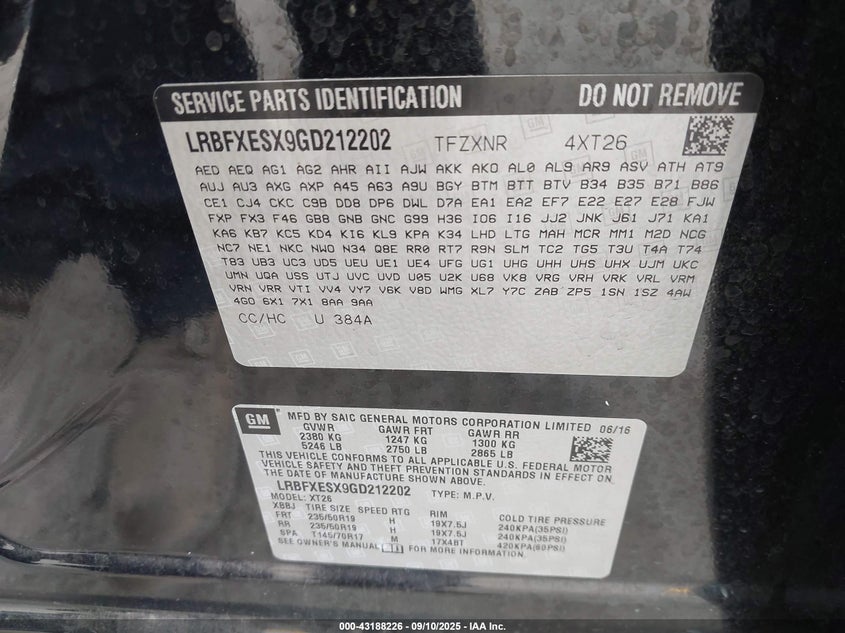 SERVICE PARTS IDENTIFICATION DO NOT REMOVE
GM
LRBFXESX9GD212202 TFZXNR 4XT26
AED AEQ AG1 AG2 AHR AII AJW AKK AKO AL0 AL9 AR9 ASV ATH AT9
AUJ AU3 AXG AXP A45 A63 A9U BGY BTM BTT BTV B34 B35 B71 B86
CE1 CJ4 CKC C9B DD8 DP6 DWL D7A EA1 EA2 EF7 E22 E27 E28 FJW
FXP FX3 F46 GB8 GNB GNC G99 H36 IO6 I16 JJ2 JNK J61 J71 KA1
KA6 KB7 KC5 KD4 KI6 KL9 KPA K34 LHD LTG MAH MCR MM1 M2D NCG
NC7 NE1 NKC NWO N34 Q8E RR0 RT7 R9N SLM TC2 TG5 T3U T4A T74
T83 UB3 UC3 UD5 UEU UE1 UE4 UFG UG1 UGH UHH UHS UHX UJM UKC
UMN UQA USS UTJ UVC UVD U05 U2K U68 VK8 VRG VRH VRK VRL VRM
VRN VRR VTI VV4 VY7 V6K V8D WMG XL7 Y7C ZAB ZP5 1SN 1SZ 4AW
4GO 6X1 7X1 8AA 9AA
CC/HC U 384A
GM
MFD BY SAIC GENERAL MOTORS CORPORATION LIMITED 06/16
GVWR GAWR FRT GAWR RR
2380 KG 1247 KG 1300 KG
5246 LB 2750 LB 2865 LB
THIS VEHICLE CONFORMS TO ALL APPLICABLE U.S. FEDERAL MOTOR
VEHICLE SAFETY AND THEFT PREVENTION STANDARDS IN EFFECT ON
THE DATE OF MANUFACTURE SHOWN ABOVE.
LRBFXESX9GD212202 TYPE: M.P.V.
MODEL: XT26
XBBJ TIRE SIZE SPEED RTG RIM COLD TIRE PRESSURE
FRT 235/50R19 H 19X7.5J 240KPA(35PSI)
RR 235/50R19 H 19X7.5J 240KPA(35PSI)
SPA T145/70R17 M 17X4BT 420KPA(60PSI)
SEE OWNER'S MANUAL FOR MORE INFORMATION.
000-43188226 - 09/10/2025 - IAA Inc.